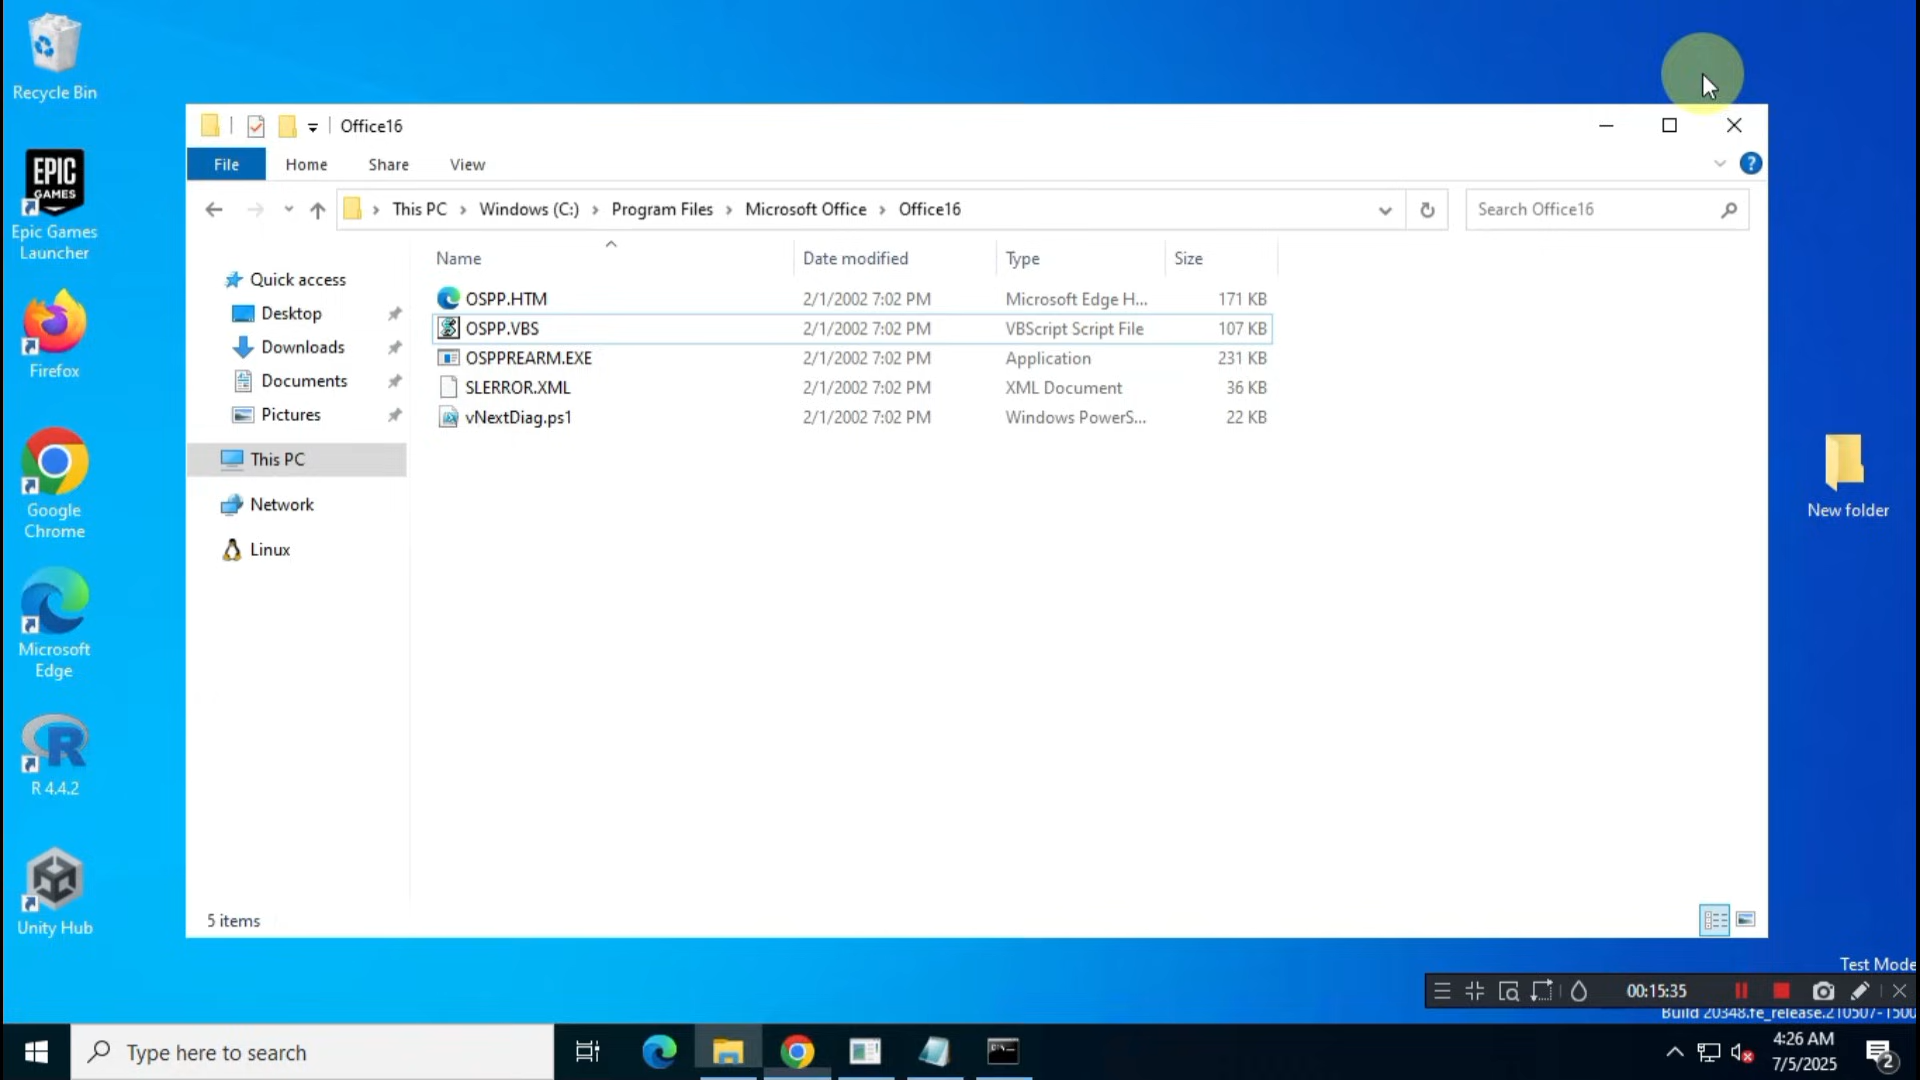 Recycle Bin
EPIC
GAMES
Epic Games
Launcher
Firefox
Google
Chrome
Microsoft
Edge
R 4.4.2
Unity Hub
Office16
File
Home
Share
View
?
This PC
Windows (C:)
Program Files
Microsoft Office
Office16
Search Office16
Name
Date modified
Type
Size
Quick access
Desktop
Downloads
Documents
Pictures
This PC
Network
Linux
OSPP.HTM 2/1/2002 7:02 PM Microsoft Edge H... 171 KB
OSPP.VBS 2/1/2002 7:02 PM VBScript Script File 107 KB
OSPPREARM.EXE 2/1/2002 7:02 PM Application 231 KB
SLERROR.XML 2/1/2002 7:02 PM XML Document 36 KB
vNextDiag.ps1 2/1/2002 7:02 PM Windows PowerS... 22 KB
5 items
New folder
Test Mode
00:15:35
Build 20348.fe_release.210507-1500
Type here to search
4:26 AM
7/5/2025
2